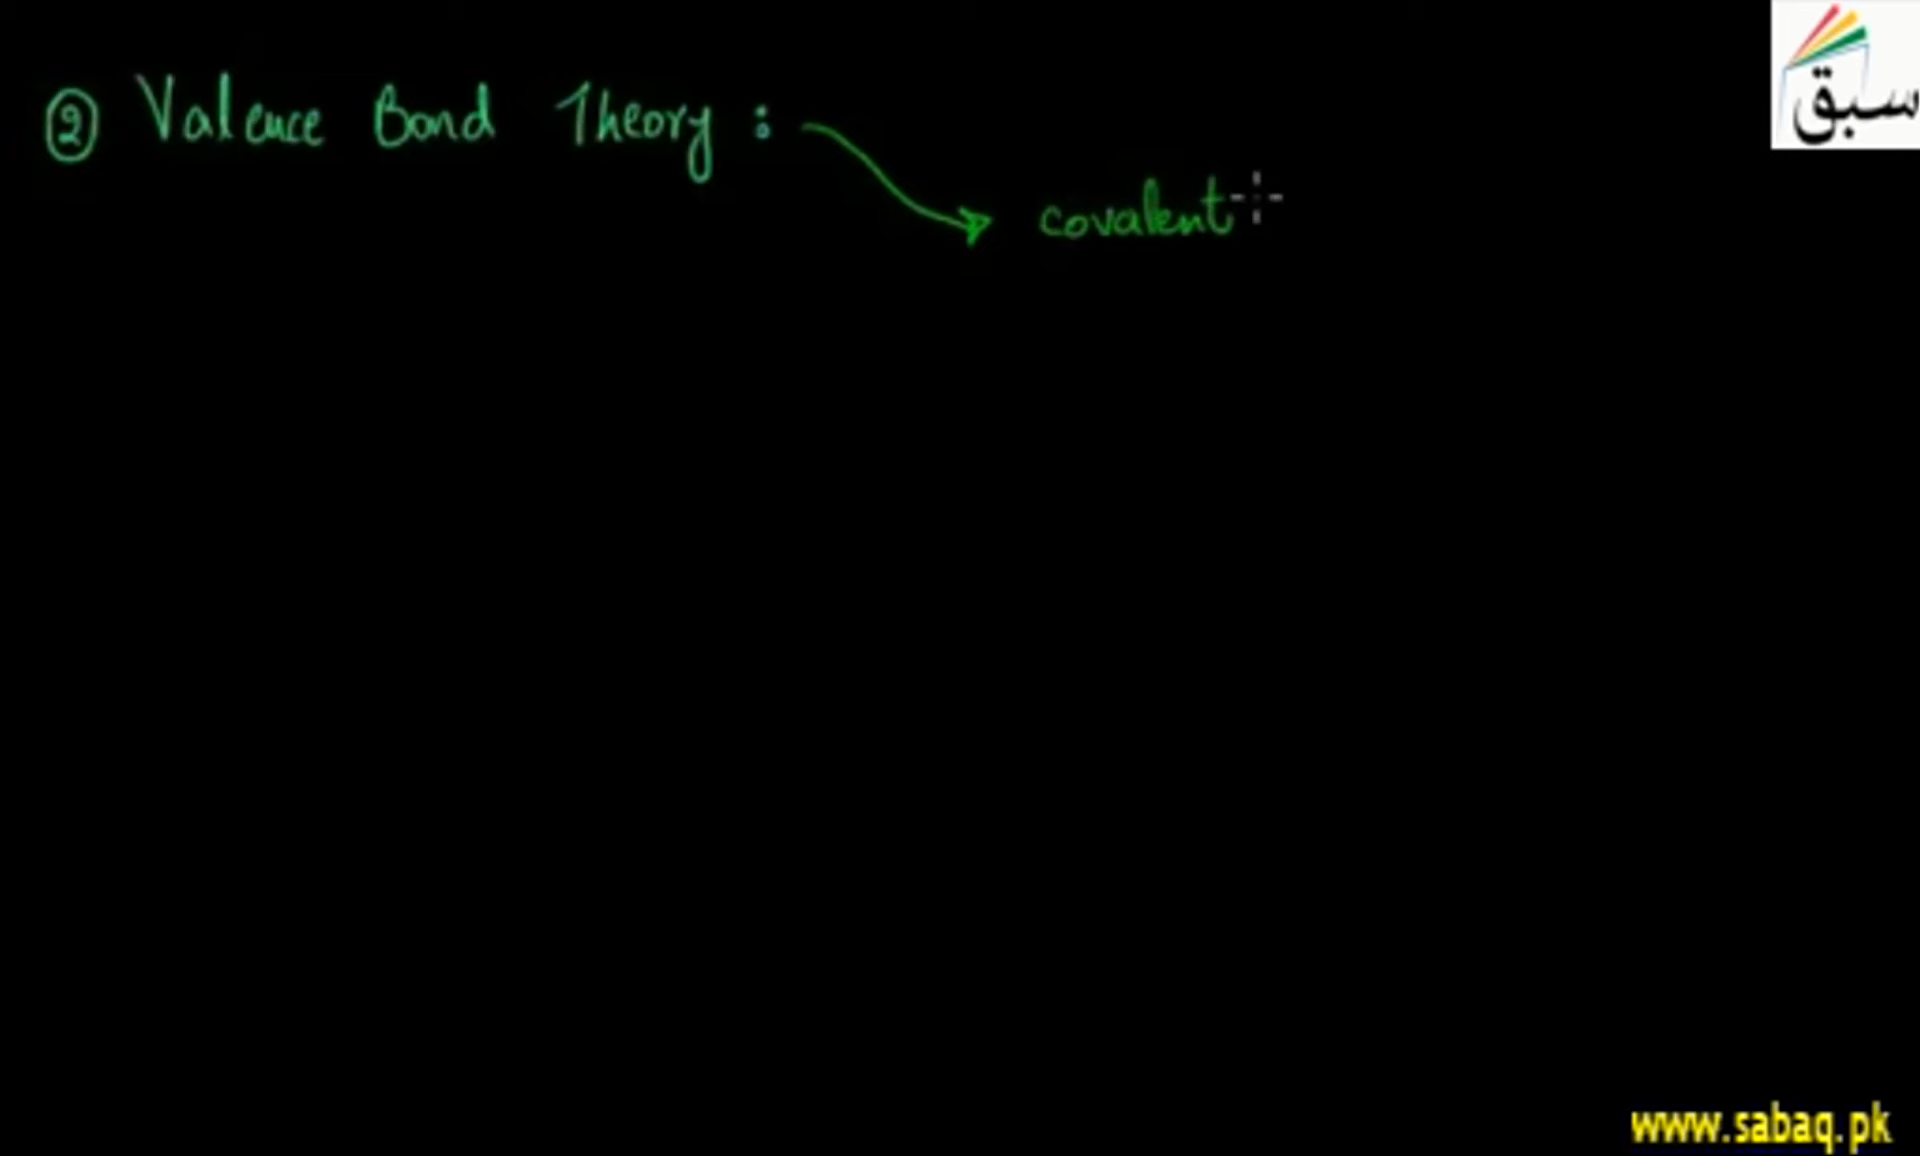 ② Valence Bond Theory :
covalent
سبق
www.sabaq.pk